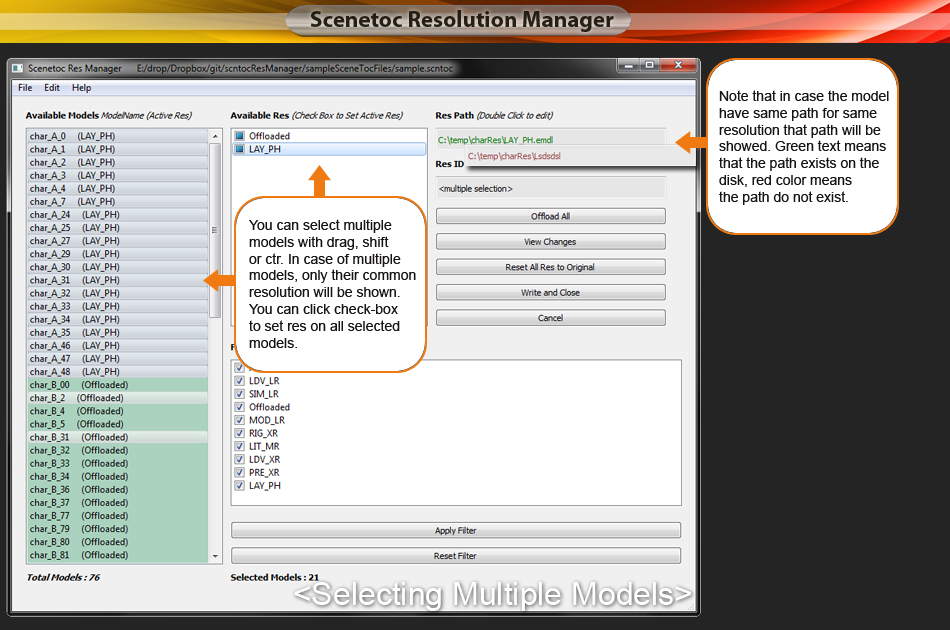 Scenetoc Resolution Manager
Scenetoc Res Manager E:/drop/Dropbox/git/scntocResManager/sampleSceneTocFiles/sample.scntoc
File Edit Help
Available Models ModelName (Active Res)
char_A_0 (LAY_PH)
char_A_1 (LAY_PH)
char_A_2 (LAY_PH)
char_A_3 (LAY_PH)
char_A_4 (LAY_PH)
char_A_7 (LAY_PH)
char_A_24 (LAY_PH)
char_A_25 (LAY_PH)
char_A_27 (LAY_PH)
char_A_29 (LAY_PH)
char_A_30 (LAY_PH)
char_A_31 (LAY_PH)
char_A_32 (LAY_PH)
char_A_33 (LAY_PH)
char_A_34 (LAY_PH)
char_A_35 (LAY_PH)
char_A_46 (LAY_PH)
char_A_47 (LAY_PH)
char_A_48 (LAY_PH)
char_B_00 (Offloaded)
char_B_2 (Offloaded)
char_B_4 (Offloaded)
char_B_5 (Offloaded)
char_B_31 (Offloaded)
char_B_32 (Offloaded)
char_B_33 (Offloaded)
char_B_34 (Offloaded)
char_B_36 (Offloaded)
char_B_37 (Offloaded)
char_B_77 (Offloaded)
char_B_79 (Offloaded)
char_B_80 (Offloaded)
char_B_81 (Offloaded)
Total Models : 76
Available Res (Check Box to Set Active Res)
Offloaded
LAY_PH
You can select multiple
models with drag, shift
or ctr. In case of multiple
models, only their common
resolution will be shown.
You can click check-box
to set res on all selected
models.
Res Path (Double Click to edit)
C:\temp\charRes\LAY_PH.emdl
C:\temp\charRes\Lsdsdsl
Res ID
<multiple selection>
Offload All
View Changes
Reset All Res to Original
Write and Close
Cancel
LDV_LR
SIM_LR
Offloaded
MOD_LR
RIG_XR
LIT_MR
LDV_XR
PRE_XR
LAY_PH
Apply Filter
Reset Filter
Selected Models : 21
<Selecting Multiple Models>
Note that in case the model
have same path for same
resolution that path will be
showed. Green text means
that the path exists on the
disk, red color means
the path do not exist.